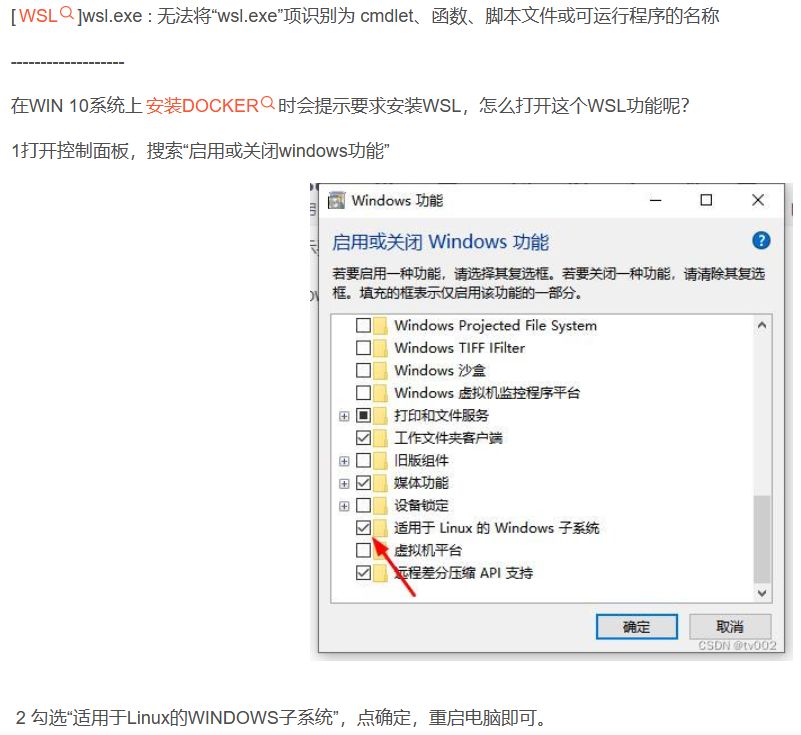 [ WSL ]wsl.exe : 无法将“wsl.exe”项识别为 cmdlet、函数、脚本文件或可运行程序的名称
-------------------
在WIN 10系统上 安装DOCKER 时会提示要求安装WSL，怎么打开这个WSL功能呢？
1打开控制面板，搜索“启用或关闭windows功能”
Windows 功能
启用或关闭 Windows 功能
若要启用一种功能，请选择其复选框。若要关闭一种功能，请清除其复选
框。填充的框表示仅启用该功能的一部分。
Windows Projected File System
Windows TIFF IFilter
Windows 沙盒
Windows 虚拟机监控程序平台
打印和文件服务
工作文件夹客户端
旧版组件
媒体功能
设备锁定
适用于 Linux 的 Windows 子系统
虚拟机平台
远程差分压缩 API 支持
确定 取消
CSDN @tv002
2 勾选“适用于Linux的WINDOWS子系统”，点确定，重启电脑即可。